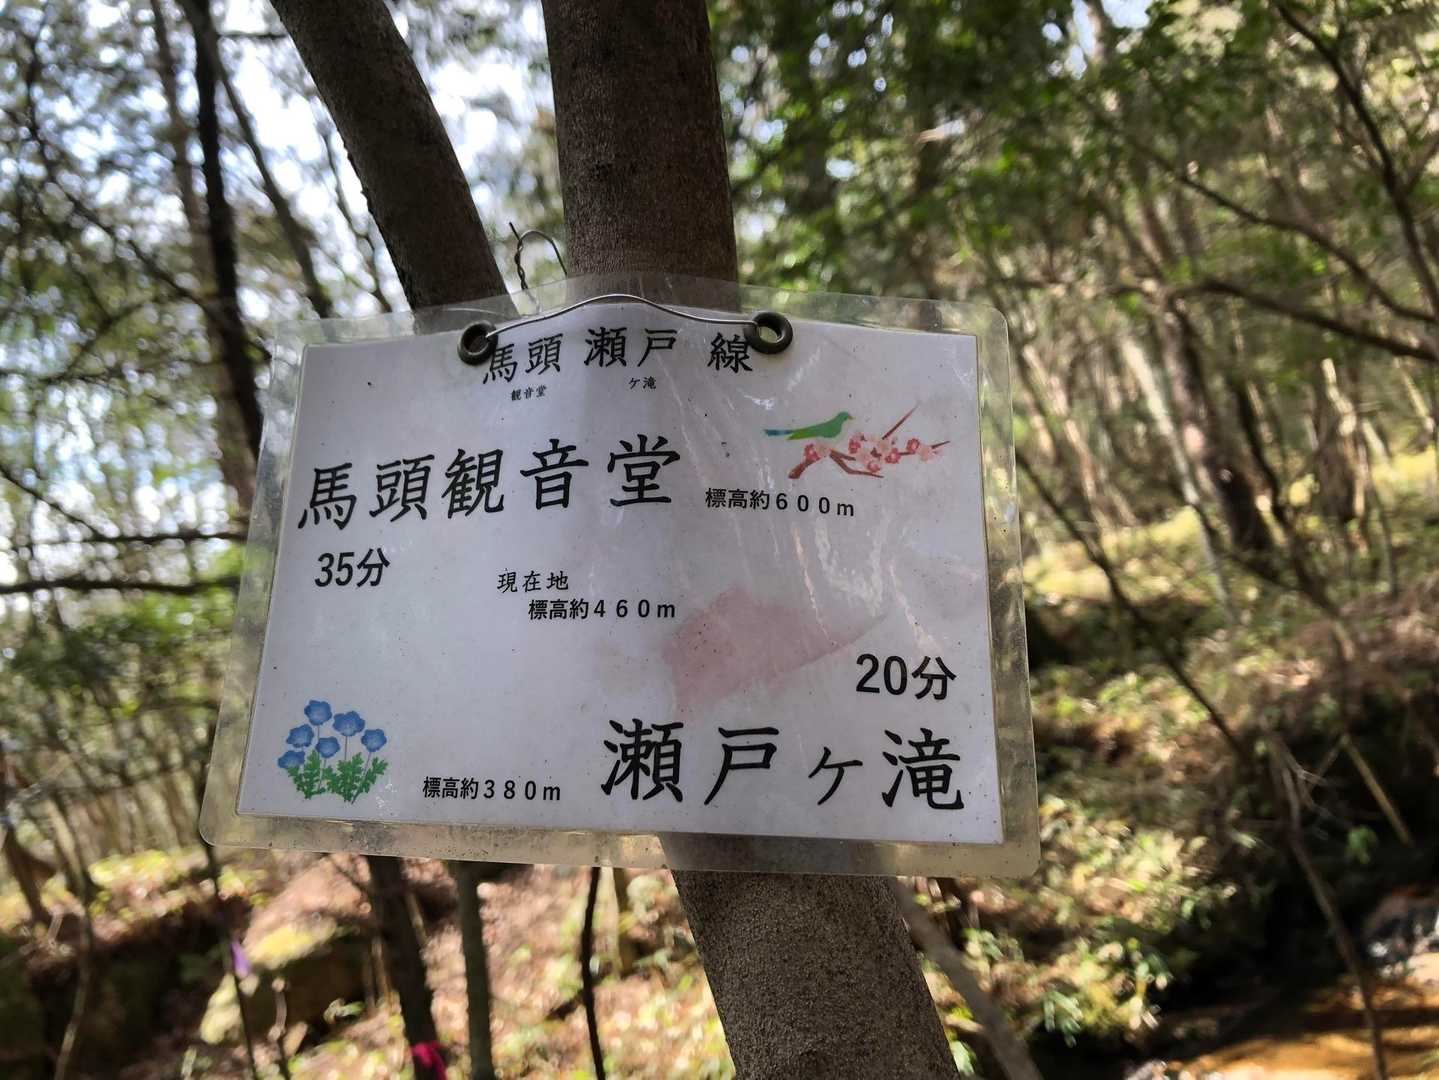 馬頭 瀬戸 線
観音堂 ケ滝
馬頭観音堂 標高約600m
35分
現在地
標高約460m
20分
標高約380m 瀬戸ヶ滝